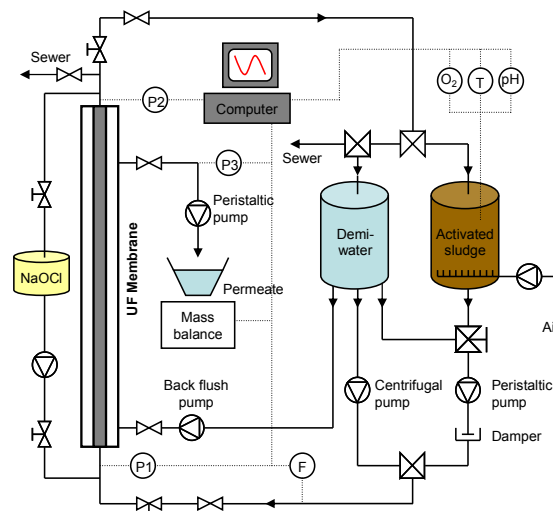 Sewer
P2
Computer
O2
T
pH
Sewer
P3
Peristaltic
pump
Demi-
water
Activated
sludge
NaOCl
UF Membrane
Permeate
Mass
balance
Ai
Back flush
pump
Centrifugal
pump
Peristaltic
pump
Damper
P1
F